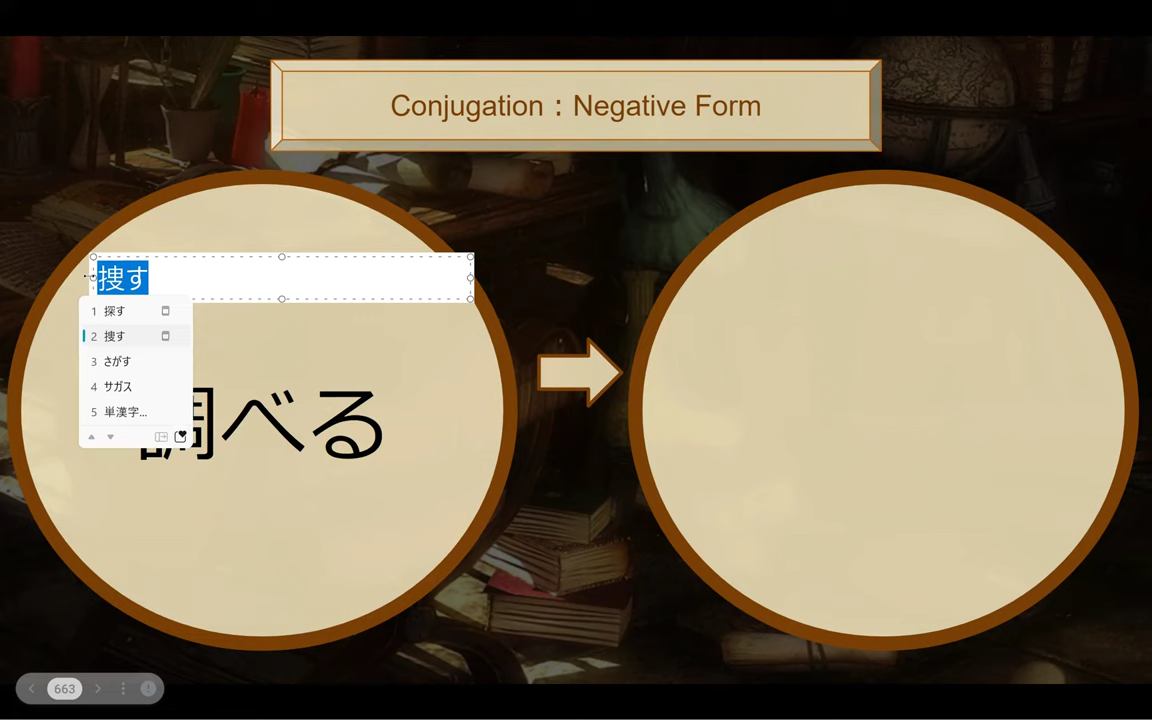 Conjugation：Negative Form
捜す
1 探す
2 捜す
3 さがす
4 サガス
5 単漢字...
調べる
663